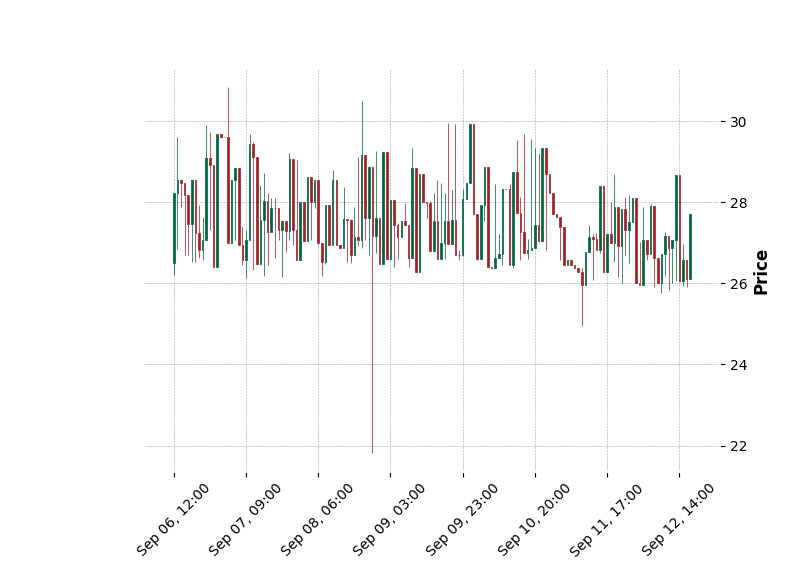 30
28
26
24
22
Price
Sep 06, 12:00
Sep 07, 09:00
Sep 08, 06:00
Sep 09, 03:00
Sep 09, 23:00
Sep 10, 20:00
Sep 11, 17:00
Sep 12, 14:00